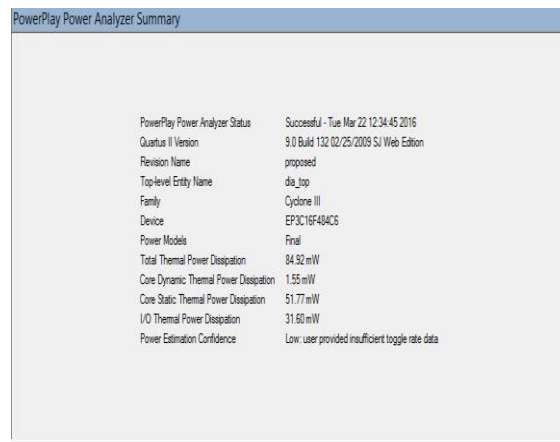 PowerPlay Power Analyzer Summary
PowerPlay Power Analyzer Status Successful - Tue Mar 22 12:34:45 2016
Quartus II Version 9.0 Build 132 02/25/2009 SJ Web Edition
Revision Name proposed
Top-level Entity Name dia_top
Family Cyclone III
Device EP3C16F484C6
Power Models Final
Total Thermal Power Dissipation 84.92 mW
Core Dynamic Thermal Power Dissipation 1.55 mW
Core Static Thermal Power Dissipation 51.77 mW
I/O Thermal Power Dissipation 31.60 mW
Power Estimation Confidence Low: user provided insufficient toggle rate data